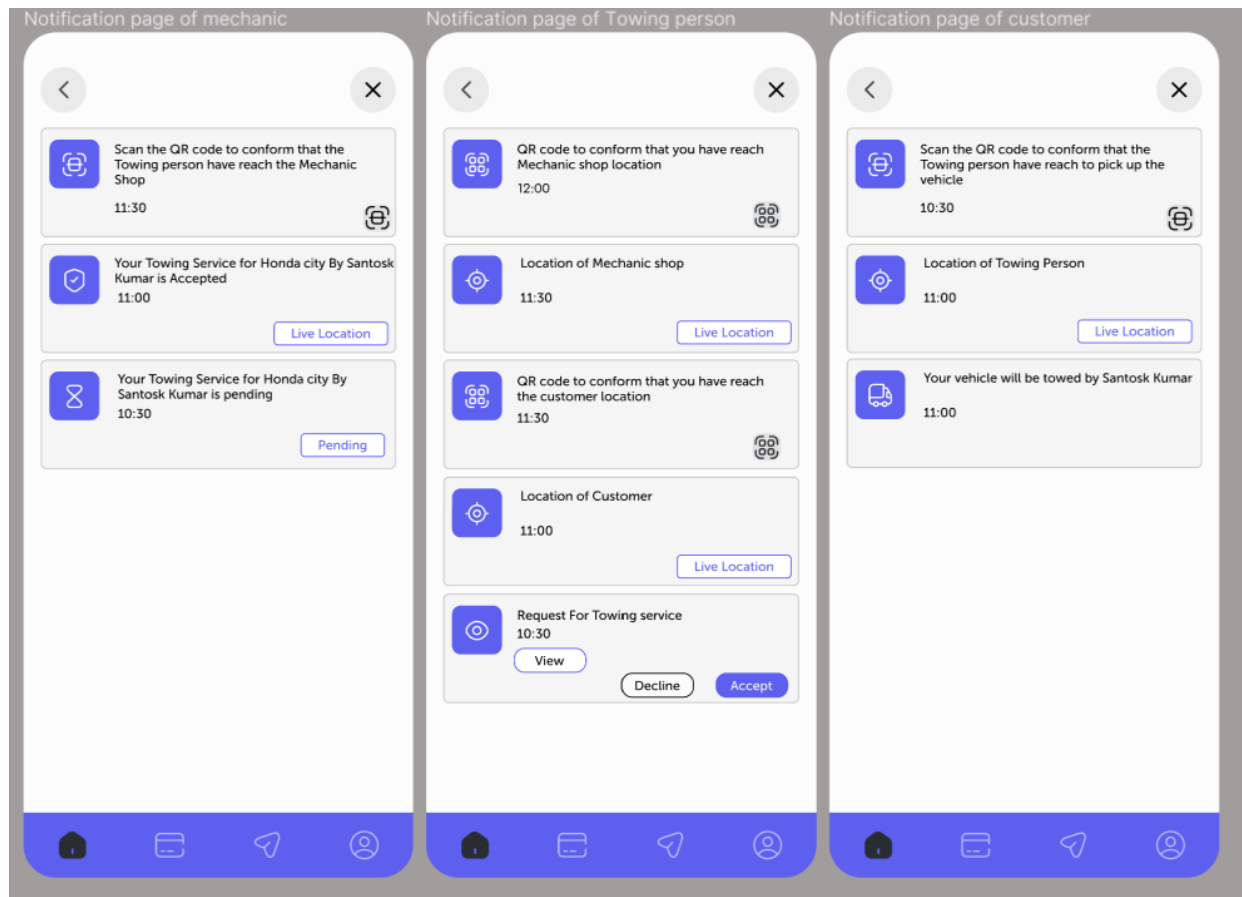 Notification page of mechanic
Scan the QR code to conform that the
Towing person have reach the Mechanic
Shop
11:30
Your Towing Service for Honda city By Santosk
Kumar is Accepted
11:00
Live Location
Your Towing Service for Honda city By
Santosk Kumar is pending
10:30
Pending
Notification page of Towing person
QR code to conform that you have reach
Mechanic shop location
12:00
Location of Mechanic shop
11:30
Live Location
QR code to conform that you have reach
the customer location
11:30
Location of Customer
11:00
Live Location
Request For Towing service
10:30
View
Decline
Accept
Notification page of customer
Scan the QR code to conform that the
Towing person have reach to pick up the
vehicle
10:30
Location of Towing Person
11:00
Live Location
Your vehicle will be towed by Santosk Kumar
11:00